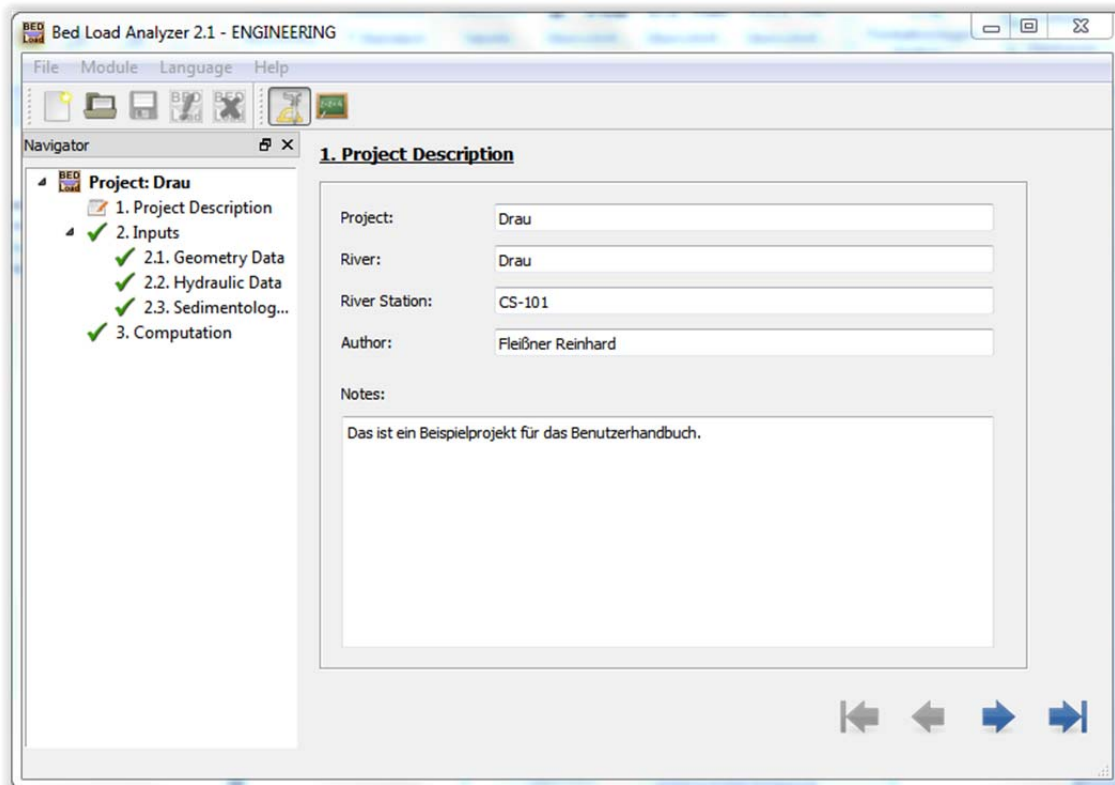 Bed Load Analyzer 2.1 - ENGINEERING
File Module Language Help
Navigator
Project: Drau
1. Project Description
2. Inputs
2.1. Geometry Data
2.2. Hydraulic Data
2.3. Sedimentolog...
3. Computation
1. Project Description
Project: Drau
River: Drau
River Station: CS-101
Author: Fleißner Reinhard
Notes:
Das ist ein Beispielprojekt für das Benutzerhandbuch.